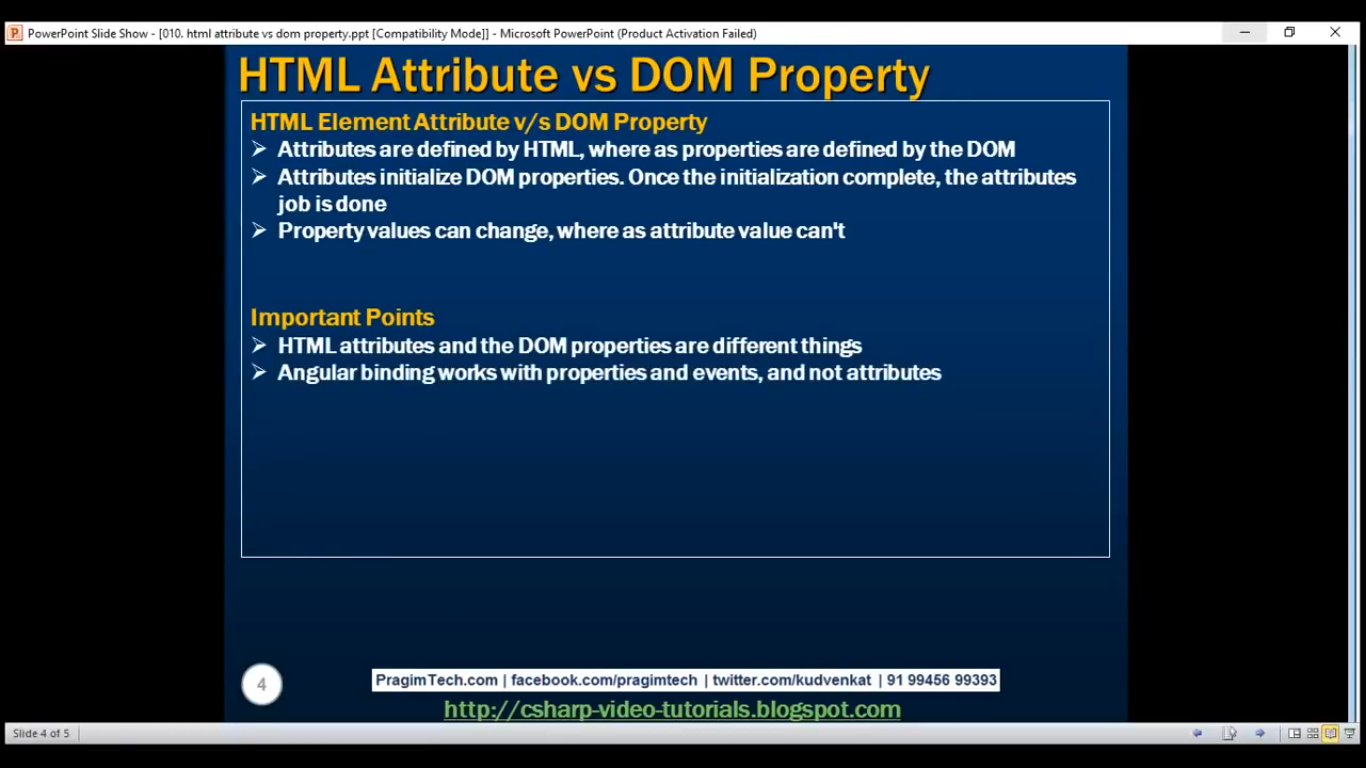 PowerPoint Slide Show - [010. html attribute vs dom property.ppt [Compatibility Mode]] - Microsoft PowerPoint (Product Activation Failed)
HTML Attribute vs DOM Property
HTML Element Attribute v/s DOM Property
Attributes are defined by HTML, where as properties are defined by the DOM
Attributes initialize DOM properties. Once the initialization complete, the attributes
job is done
Property values can change, where as attribute value can't
Important Points
HTML attributes and the DOM properties are different things
Angular binding works with properties and events, and not attributes
4
PragimTech.com | facebook.com/pragimtech | twitter.com/kudvenkat | 91 99456 99393
http://csharp-video-tutorials.blogspot.com
Slide 4 of 5